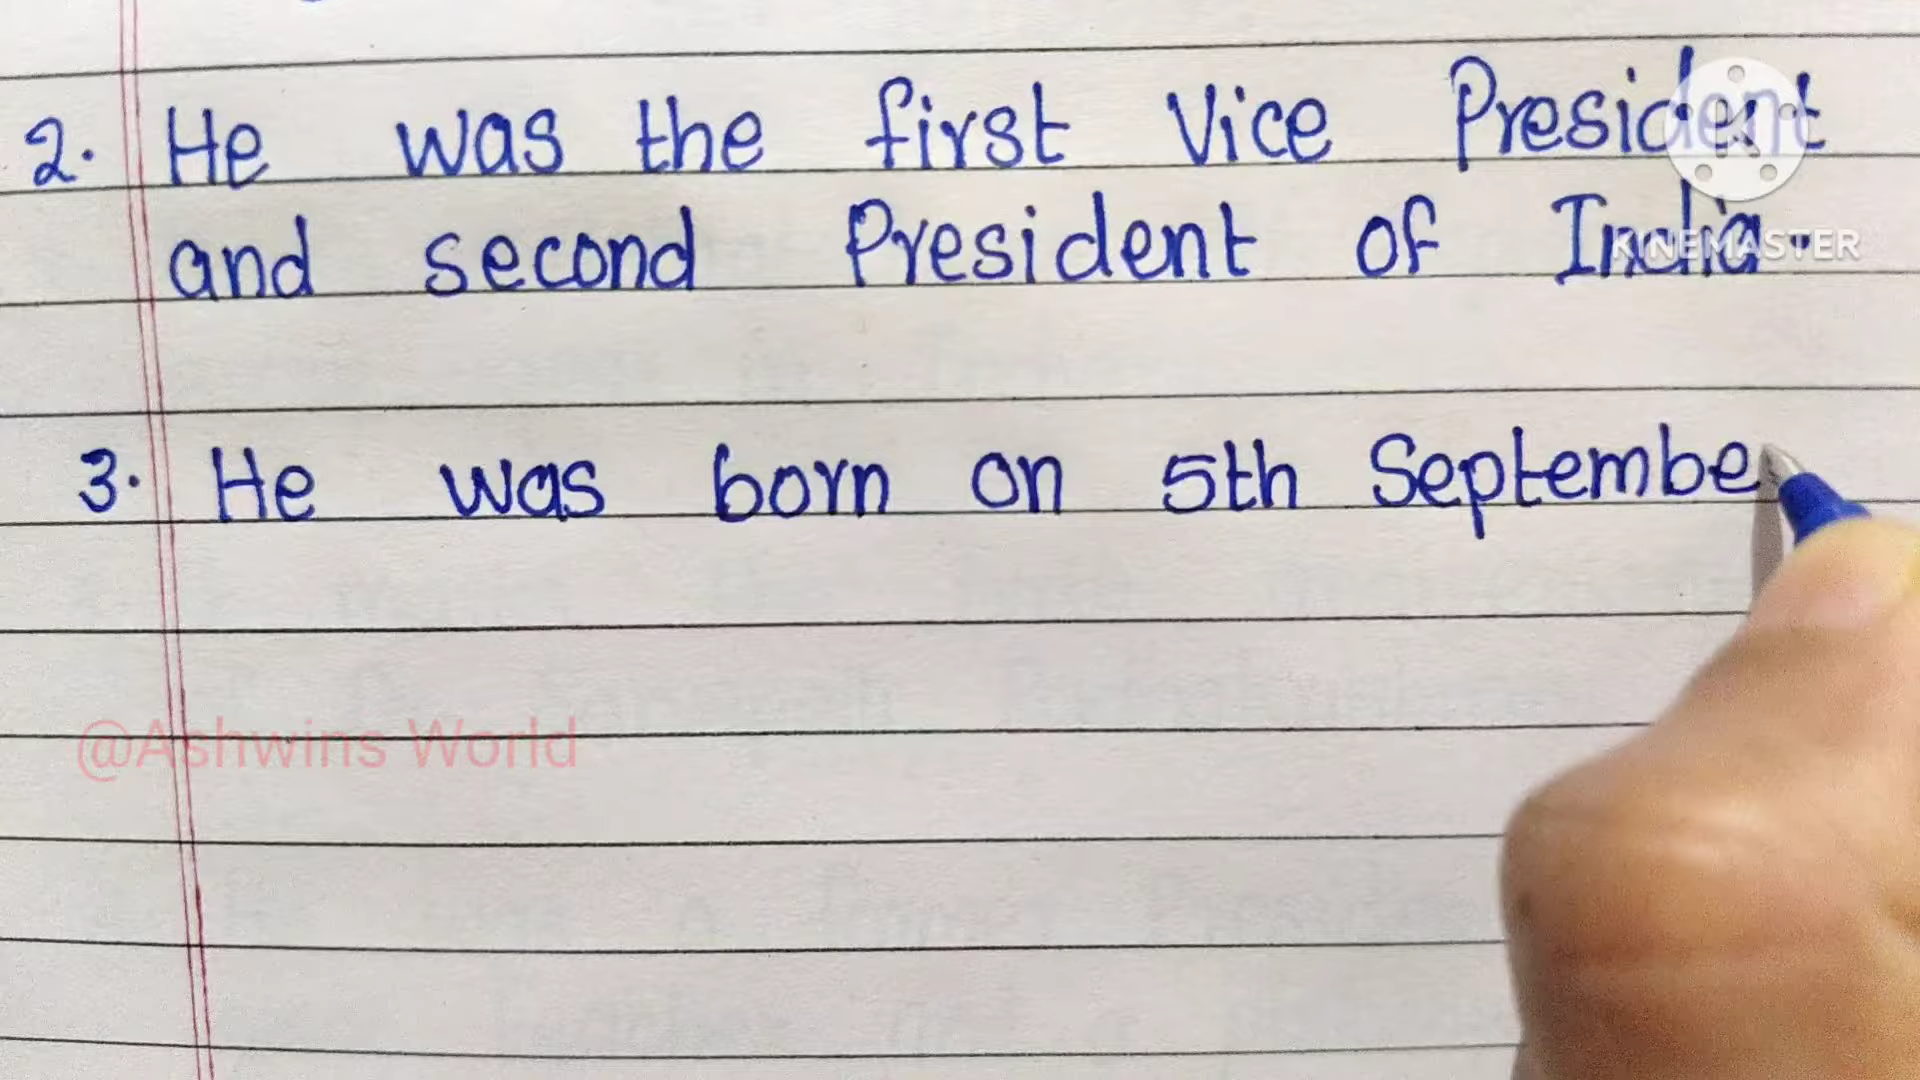 2. He was the first Vice President
and second President of India.
KINEMASTER
3. He was born on 5th Septembe
@Ashwins World